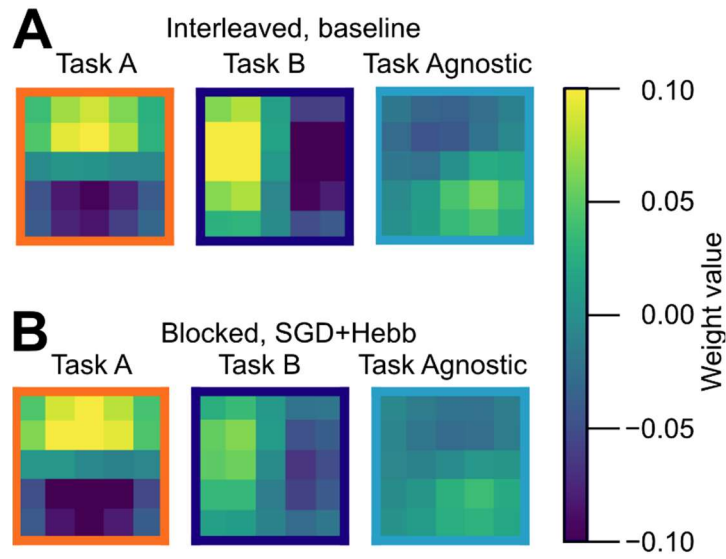 A
Interleaved, baseline
Task A Task B Task Agnostic
B
Blocked, SGD+Hebb
Task A Task B Task Agnostic
0.10
0.05
0.00
−0.05
−0.10
Weight value